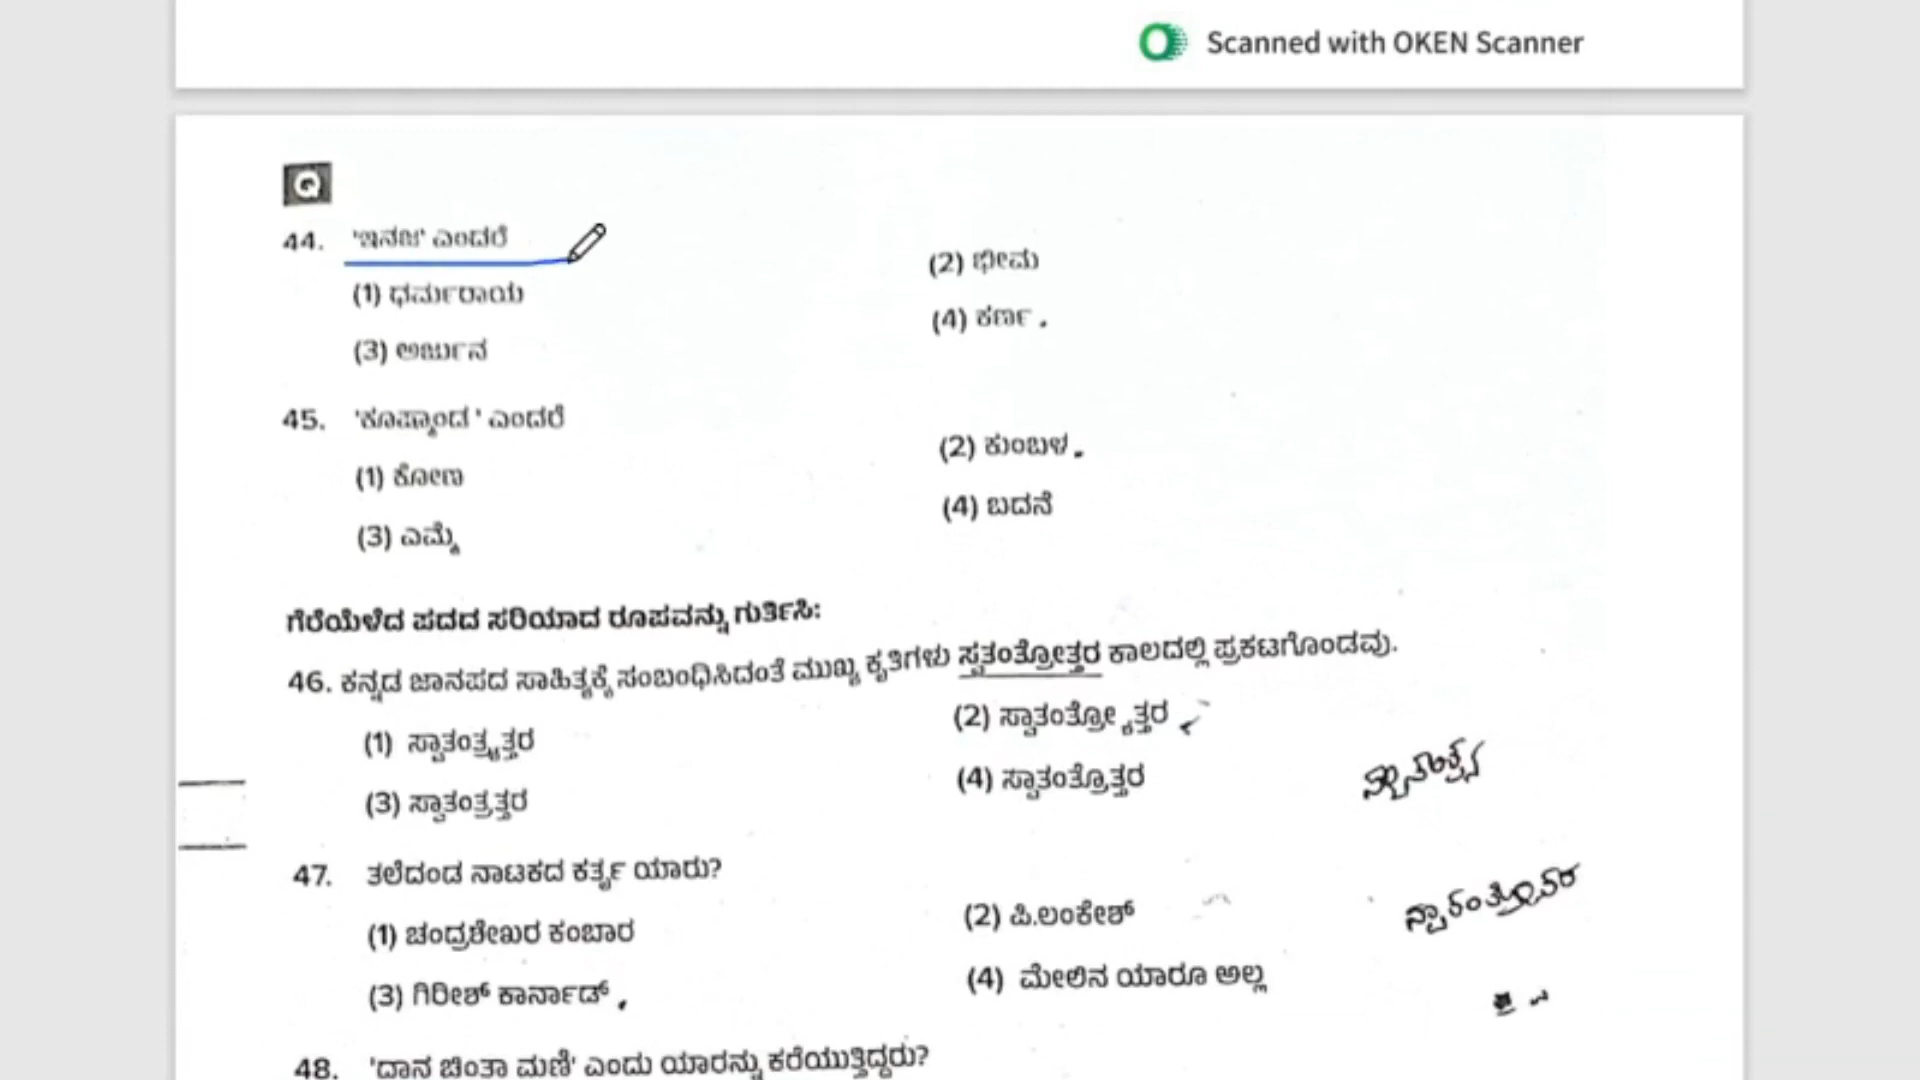 Scanned with OKEN Scanner
Q
44. 'ಇನಜ' ಎಂದರೆ
(1) ಧರ್ಮರಾಯ
(2) ಭೀಮ
(3) ಅರ್ಜುನ
(4) ಕರ್ಣ .
45. 'ಕೂಷ್ಮಾಂಡ ' ಎಂದರೆ
(1) ಕೋಣ
(2) ಕುಂಬಳ .
(3) ಎಮ್ಮೆ
(4) ಬದನೆ
ಗೆರೆಯೆಳೆದ ಪದದ ಸರಿಯಾದ ರೂಪವನ್ನು ಗುರ್ತಿಸಿ:
46. ಕನ್ನಡ ಜಾನಪದ ಸಾಹಿತ್ಯಕ್ಕೆ ಸಂಬಂಧಿಸಿದಂತೆ ಮುಖ್ಯ ಕೃತಿಗಳು ಸ್ವತಂತ್ರೋತ್ತರ ಕಾಲದಲ್ಲಿ ಪ್ರಕಟಗೊಂಡವು.
(1) ಸ್ವಾತಂತ್ರ್ಯತ್ತರ
(2) ಸ್ವಾತಂತ್ರ್ಯೋತ್ತರ
(3) ಸ್ವಾತಂತ್ರತ್ತರ
(4) ಸ್ವಾತಂತ್ರೊತ್ತರ
47. ತಲೆದಂಡ ನಾಟಕದ ಕರ್ತೃ ಯಾರು?
(1) ಚಂದ್ರಶೇಖರ ಕಂಬಾರ
(2) ಪಿ.ಲಂಕೇಶ್
(3) ಗಿರೀಶ್ ಕಾರ್ನಾಡ್ .
(4) ಮೇಲಿನ ಯಾರೂ ಅಲ್ಲ
48. 'ದಾನ ಚಿಂತಾ ಮಣಿ' ಎಂದು ಯಾರನ್ನು ಕರೆಯುತ್ತಿದ್ದರು?